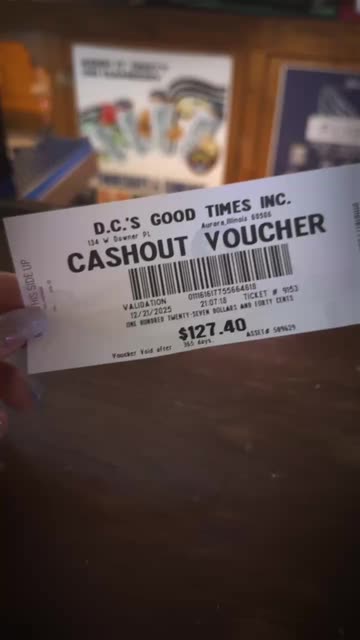 D.C.'S GOOD TIMES INC.
134 W Downer PL
Aurora, Illinois 60506
CASHOUT VOUCHER
THIS SIDE UP
VALIDATION
12/21/2025 21:07:18 TICKET # 9153
ONE HUNDRED TWENTY-SEVEN DOLLARS AND FORTY CENTS
$127.40
Voucher Void after 365 days. ASSET# 509629